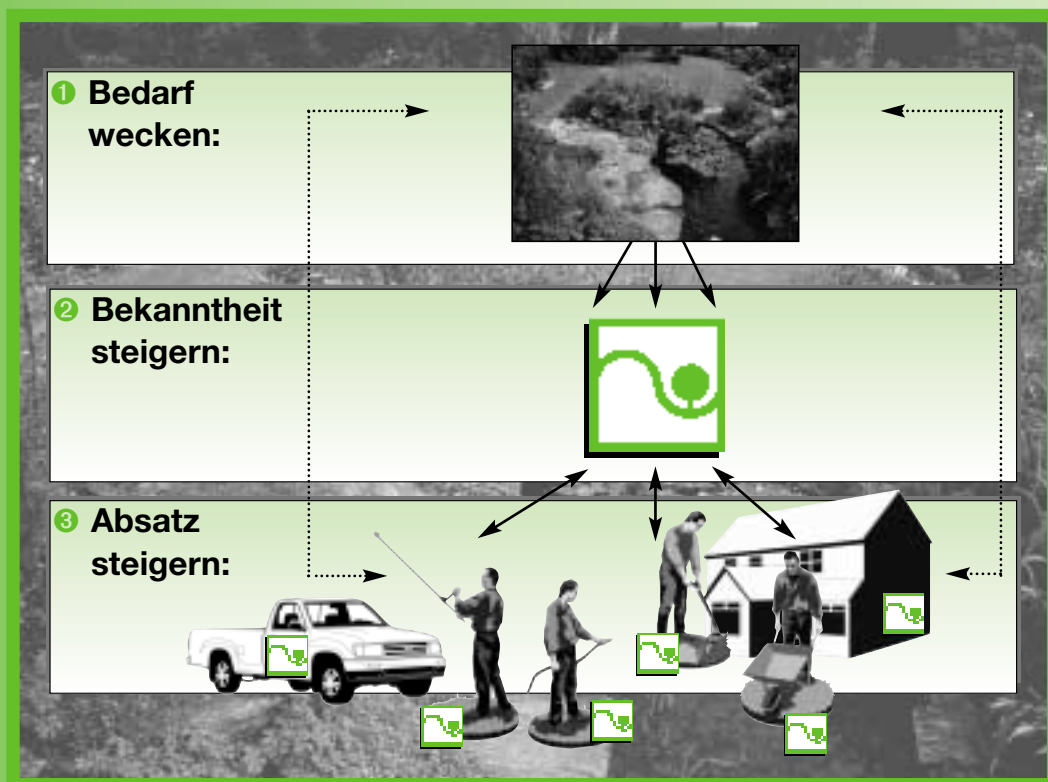 ❶ Bedarf
wecken:
❷ Bekanntheit
steigern:
❸ Absatz
steigern: